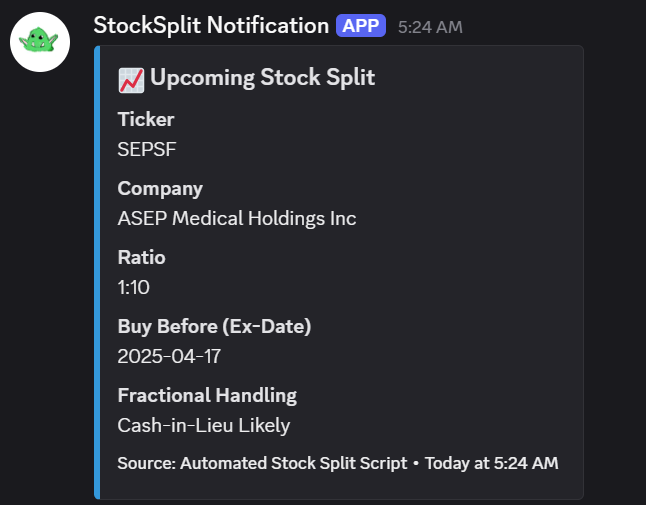 StockSplit Notification APP 5:24 AM
Upcoming Stock Split
Ticker
SEPSF
Company
ASEP Medical Holdings Inc
Ratio
1:10
Buy Before (Ex-Date)
2025-04-17
Fractional Handling
Cash-in-Lieu Likely
Source: Automated Stock Split Script • Today at 5:24 AM